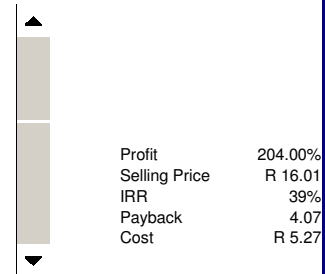 Profit 204.00%
Selling Price R 16.01
IRR 39%
Payback 4.07
Cost R 5.27